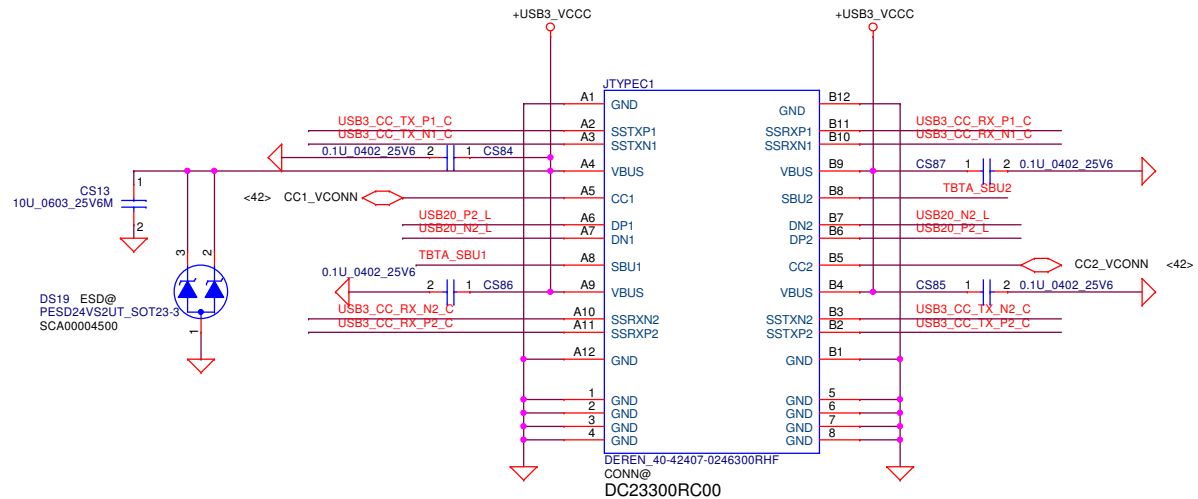 +USB3_VCCC
+USB3_VCCC
JTYPEC1
A1 GND GND B12
USB3_CC_TX_P1_C A2 SSTXP1 SSRXP1 B11 USB3_CC_RX_P1_C
USB3_CC_TX_N1_C A3 SSTXN1 SSRXN1 B10 USB3_CC_RX_N1_C
0.1U_0402_25V6 2 1 CS84
A4 VBUS VBUS B9 CS87 1 2 0.1U_0402_25V6
CS13 1
10U_0603_25V6M
2
<42> CC1_VCONN A5 CC1 SBU2 B8 TBTA_SBU2
USB20_P2_L A6 DP1 DN2 B7 USB20_N2_L
USB20_N2_L A7 DN1 DP2 B6 USB20_P2_L
TBTA_SBU1 A8 SBU1 CC2 B5 CC2_VCONN <42>
3 2
0.1U_0402_25V6 2 1 CS86
A9 VBUS VBUS B4 CS85 1 2 0.1U_0402_25V6
DS19 ESD@
PESD24VS2UT_SOT23-3
SCA00004500
1
USB3_CC_RX_N2_C A10 SSRXN2 SSTXN2 B3 USB3_CC_TX_N2_C
USB3_CC_RX_P2_C A11 SSRXP2 SSTXP2 B2 USB3_CC_TX_P2_C
A12 GND GND B1
1 GND GND 5
2 GND GND 6
3 GND GND 7
4 GND GND 8
DEREN_40-42407-0246300RHF
CONN@
DC23300RC00